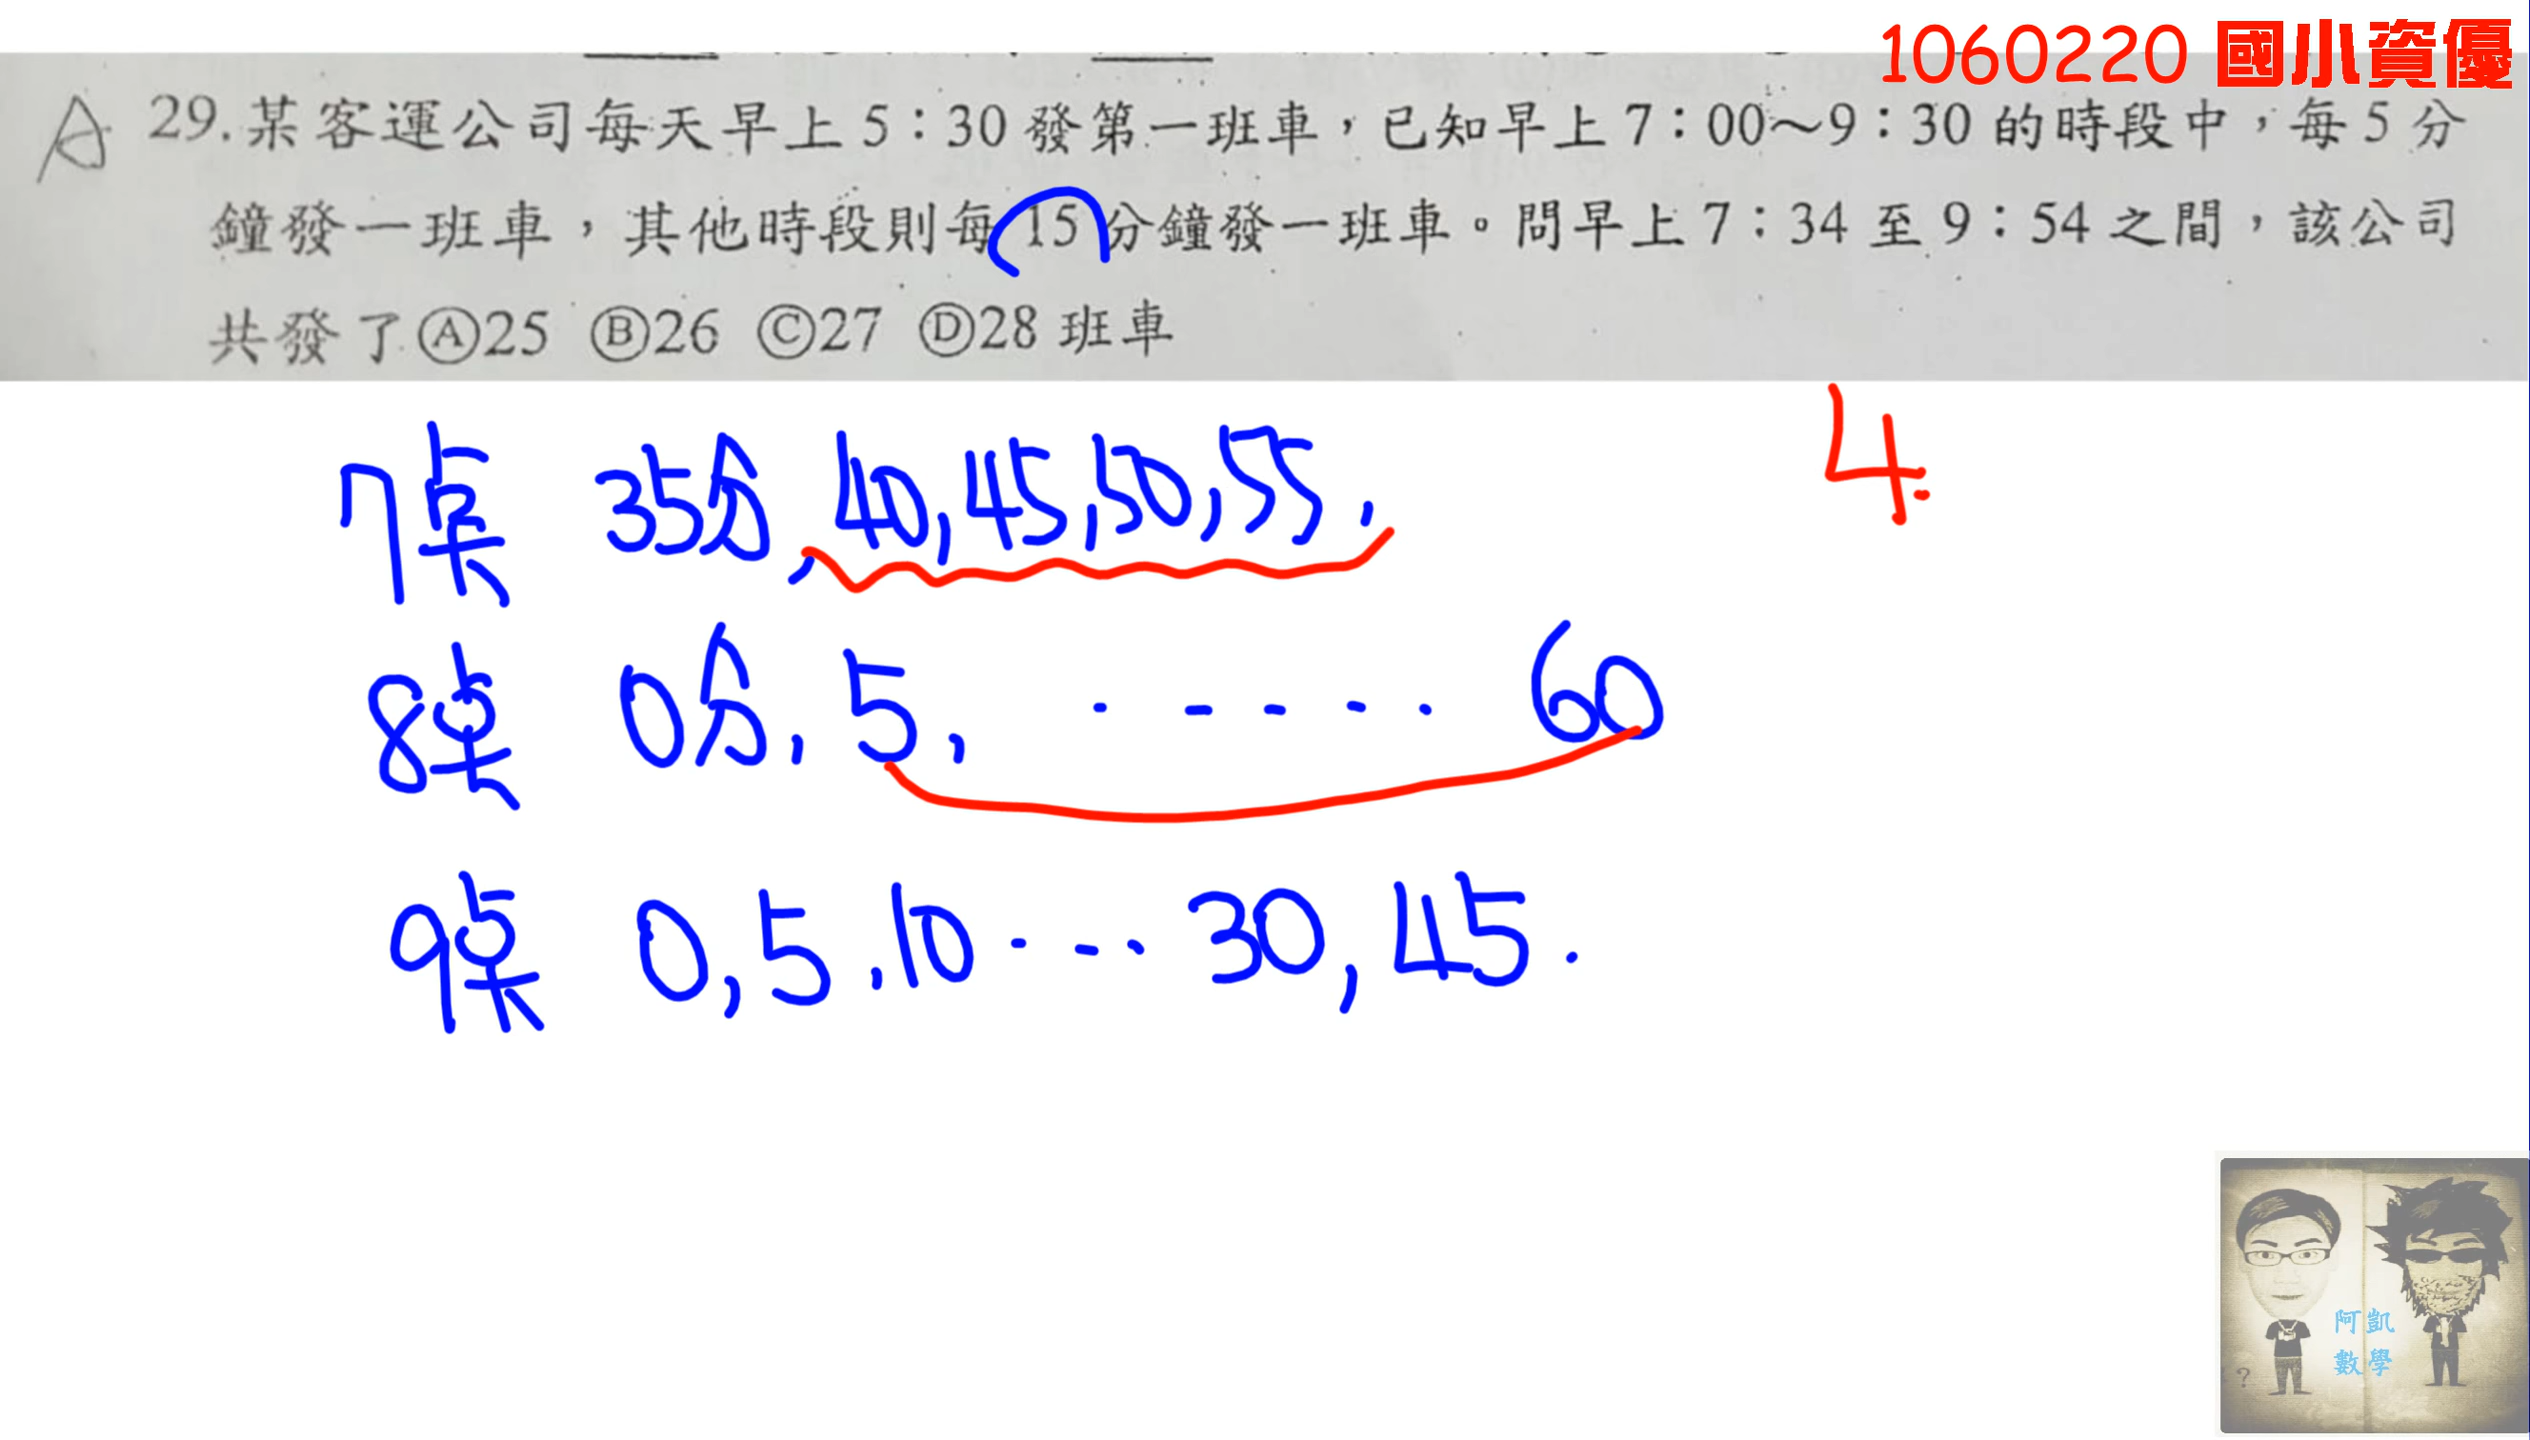 1060220 國小資優
A 29.某客運公司每天早上5：30發第一班車，已知早上7：00～9：30的時段中，每5分
鐘發一班車，其他時段則每15分鐘發一班車。問早上7：34至9：54之間，該公司
共發了Ⓐ25 Ⓑ26 Ⓒ27 Ⓓ28班車
4
7点 35分, 40, 45, 50, 55,
8点 0分, 5, ‧‧‧‧‧ 60
9点 0, 5, 10 ‧‧‧ 30, 45.
阿凱
數學
?